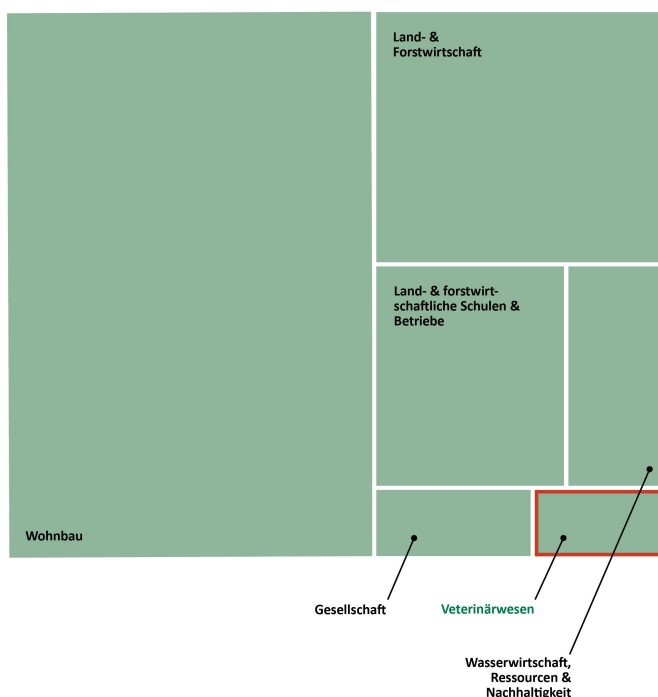 Land- &
Forstwirtschaft
Land- & forstwirt-
schaftliche Schulen &
Betriebe
Wohnbau
Gesellschaft
Veterinärwesen
Wasserwirtschaft,
Ressourcen &
Nachhaltigkeit